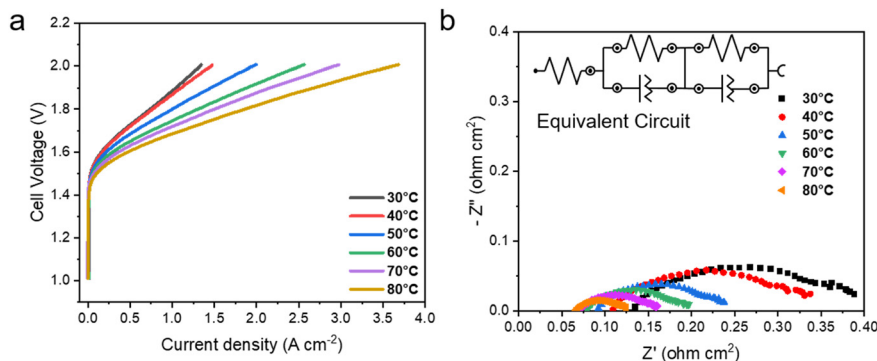 a
2.2
2.0
1.8
1.6
1.4
1.2
1.0
Cell Voltage (V)
30°C
40°C
50°C
60°C
70°C
80°C
0.0 0.5 1.0 1.5 2.0 2.5 3.0 3.5 4.0
Current density (A cm⁻²)
b
0.4
0.3
0.2
0.1
0.0
- Z" (ohm cm²)
Equivalent Circuit
30°C
40°C
50°C
60°C
70°C
80°C
0.00 0.05 0.10 0.15 0.20 0.25 0.30 0.35 0.40
Z' (ohm cm²)